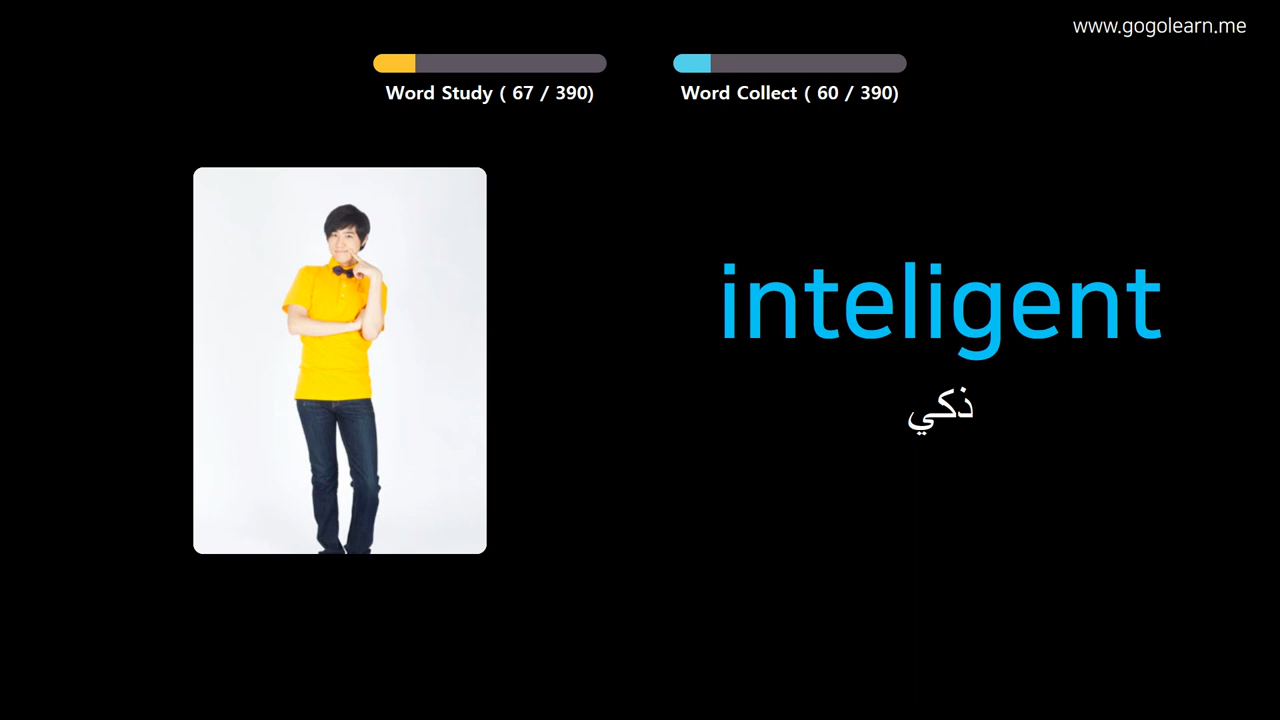 www.gogolearn.me
Word Study ( 67 / 390)
Word Collect ( 60 / 390)
inteligent
ذكي